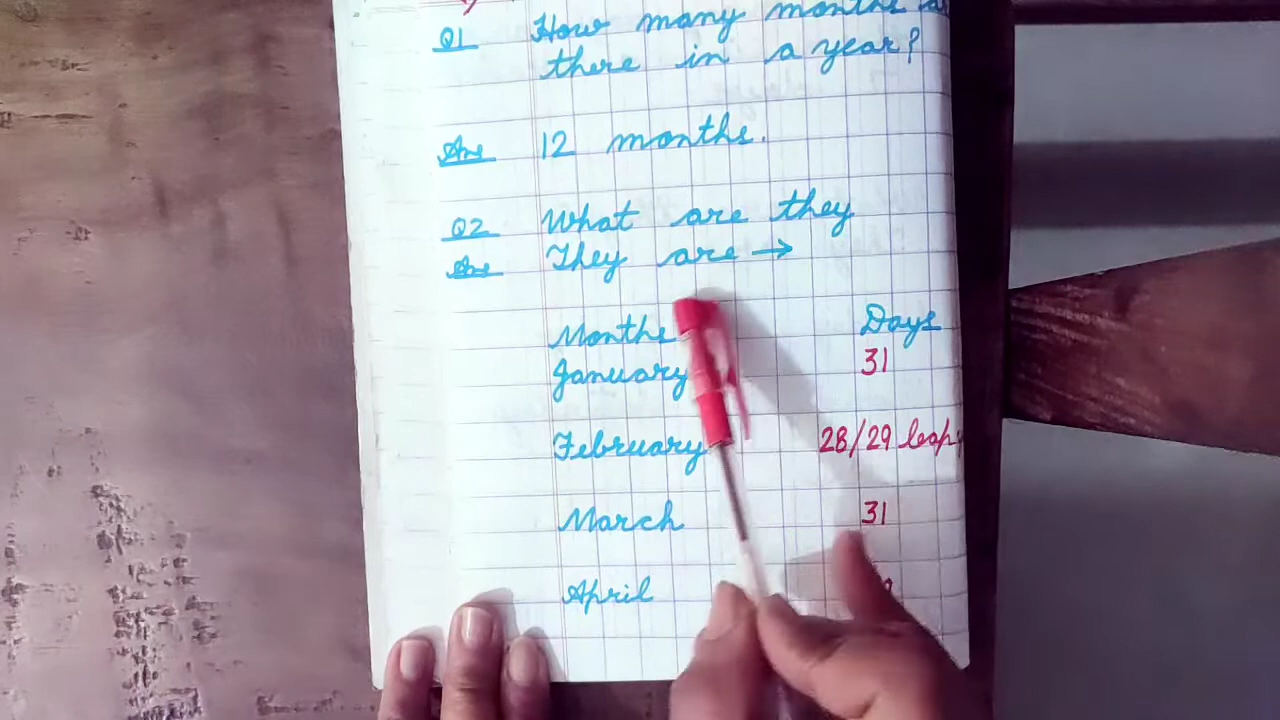 Q1 How many months
there in a year?
Ans 12 months.
Q2 What are they
Ans They are →
Months Days
January 31
February 28/29 leap
March 31
April